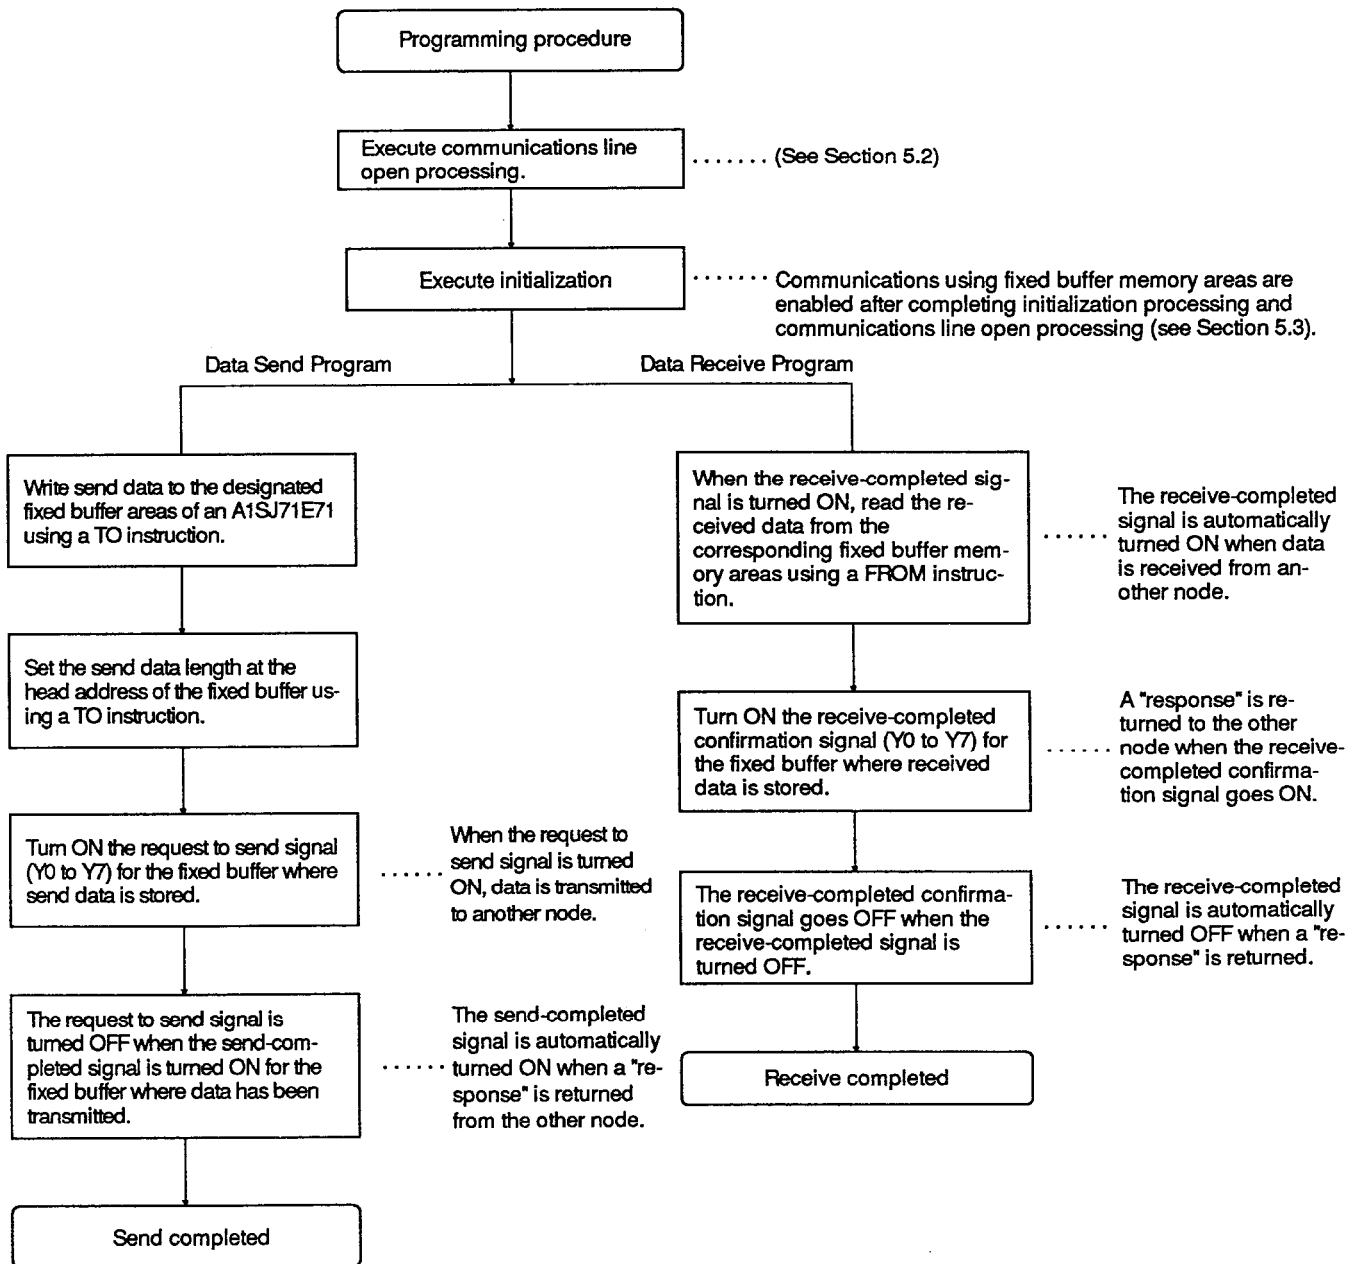 Programming procedure
Execute communications line
open processing.
....... (See Section 5.2)
Execute initialization
....... Communications using fixed buffer memory areas are
enabled after completing initialization processing and
communications line open processing (see Section 5.3).
Data Send Program
Data Receive Program
Write send data to the designated
fixed buffer areas of an A1SJ71E71
using a TO instruction.
Set the send data length at the
head address of the fixed buffer us-
ing a TO instruction.
Turn ON the request to send signal
(Y0 to Y7) for the fixed buffer where
send data is stored.
When the request to
send signal is turned
ON, data is transmitted
to another node.
The request to send signal is
turned OFF when the send-com-
pleted signal is turned ON for the
fixed buffer where data has been
transmitted.
The send-completed
signal is automatically
turned ON when a "re-
sponse" is returned
from the other node.
Send completed
When the receive-completed sig-
nal is turned ON, read the re-
ceived data from the
corresponding fixed buffer mem-
ory areas using a FROM instruc-
tion.
The receive-completed
signal is automatically
turned ON when data
is received from an-
other node.
Turn ON the receive-completed
confirmation signal (Y0 to Y7) for
the fixed buffer where received
data is stored.
A "response" is re-
turned to the other
node when the receive-
completed confirma-
tion signal goes ON.
The receive-completed confirma-
tion signal goes OFF when the
receive-completed signal is
turned OFF.
The receive-completed
signal is automatically
turned OFF when a "re-
sponse" is returned.
Receive completed